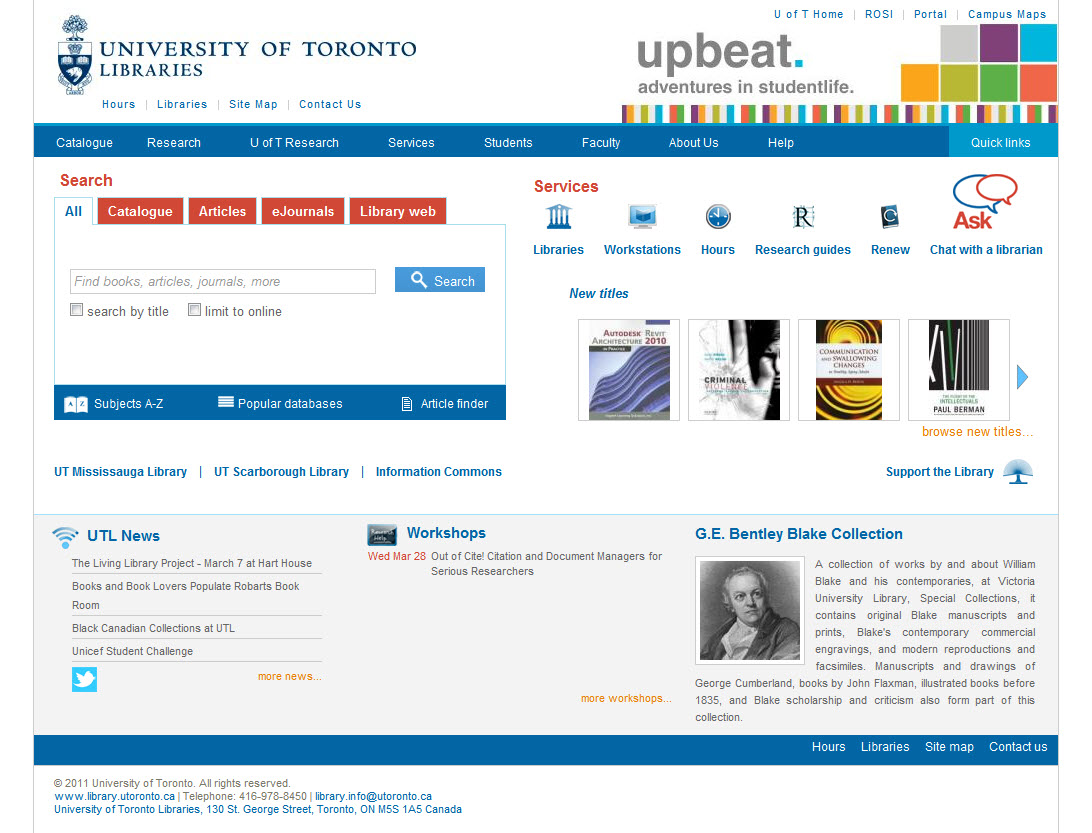 U of T Home | ROSI | Portal | Campus Maps
UNIVERSITY OF TORONTO
LIBRARIES
Hours | Libraries | Site Map | Contact Us
upbeat.
adventures in studentlife.
Catalogue Research U of T Research Services Students Faculty About Us Help Quick links
Search
All Catalogue Articles eJournals Library web
Find books, articles, journals, more
Search
search by title limit to online
Subjects A-Z Popular databases Article finder
Services
Ask
Libraries Workstations Hours Research guides Renew Chat with a librarian
New titles
AUTODESK REVIT
ARCHITECTURE 2010
IN PRACTICE
CRIMINAL
VIOLENCE
COMMUNICATION
AND SWALLOWING
CHANGES
THE FLIGHT OF THE
INTELLECTUALS
PAUL BERMAN
browse new titles...
UT Mississauga Library | UT Scarborough Library | Information Commons
Support the Library
UTL News
The Living Library Project - March 7 at Hart House
Books and Book Lovers Populate Robarts Book
Room
Black Canadian Collections at UTL
Unicef Student Challenge
more news...
Workshops
Wed Mar 28 Out of Cite! Citation and Document Managers for
Serious Researchers
more workshops...
G.E. Bentley Blake Collection
A collection of works by and about William
Blake and his contemporaries, at Victoria
University Library, Special Collections, it
contains original Blake manuscripts and
prints, Blake's contemporary commercial
engravings, and modern reproductions and
facsimiles. Manuscripts and drawings of
George Cumberland, books by John Flaxman, illustrated books before
1835, and Blake scholarship and criticism also form part of this
collection.
Hours Libraries Site map Contact us
© 2011 University of Toronto. All rights reserved.
www.library.utoronto.ca | Telephone: 416-978-8450 | library.info@utoronto.ca
University of Toronto Libraries, 130 St. George Street, Toronto, ON M5S 1A5 Canada